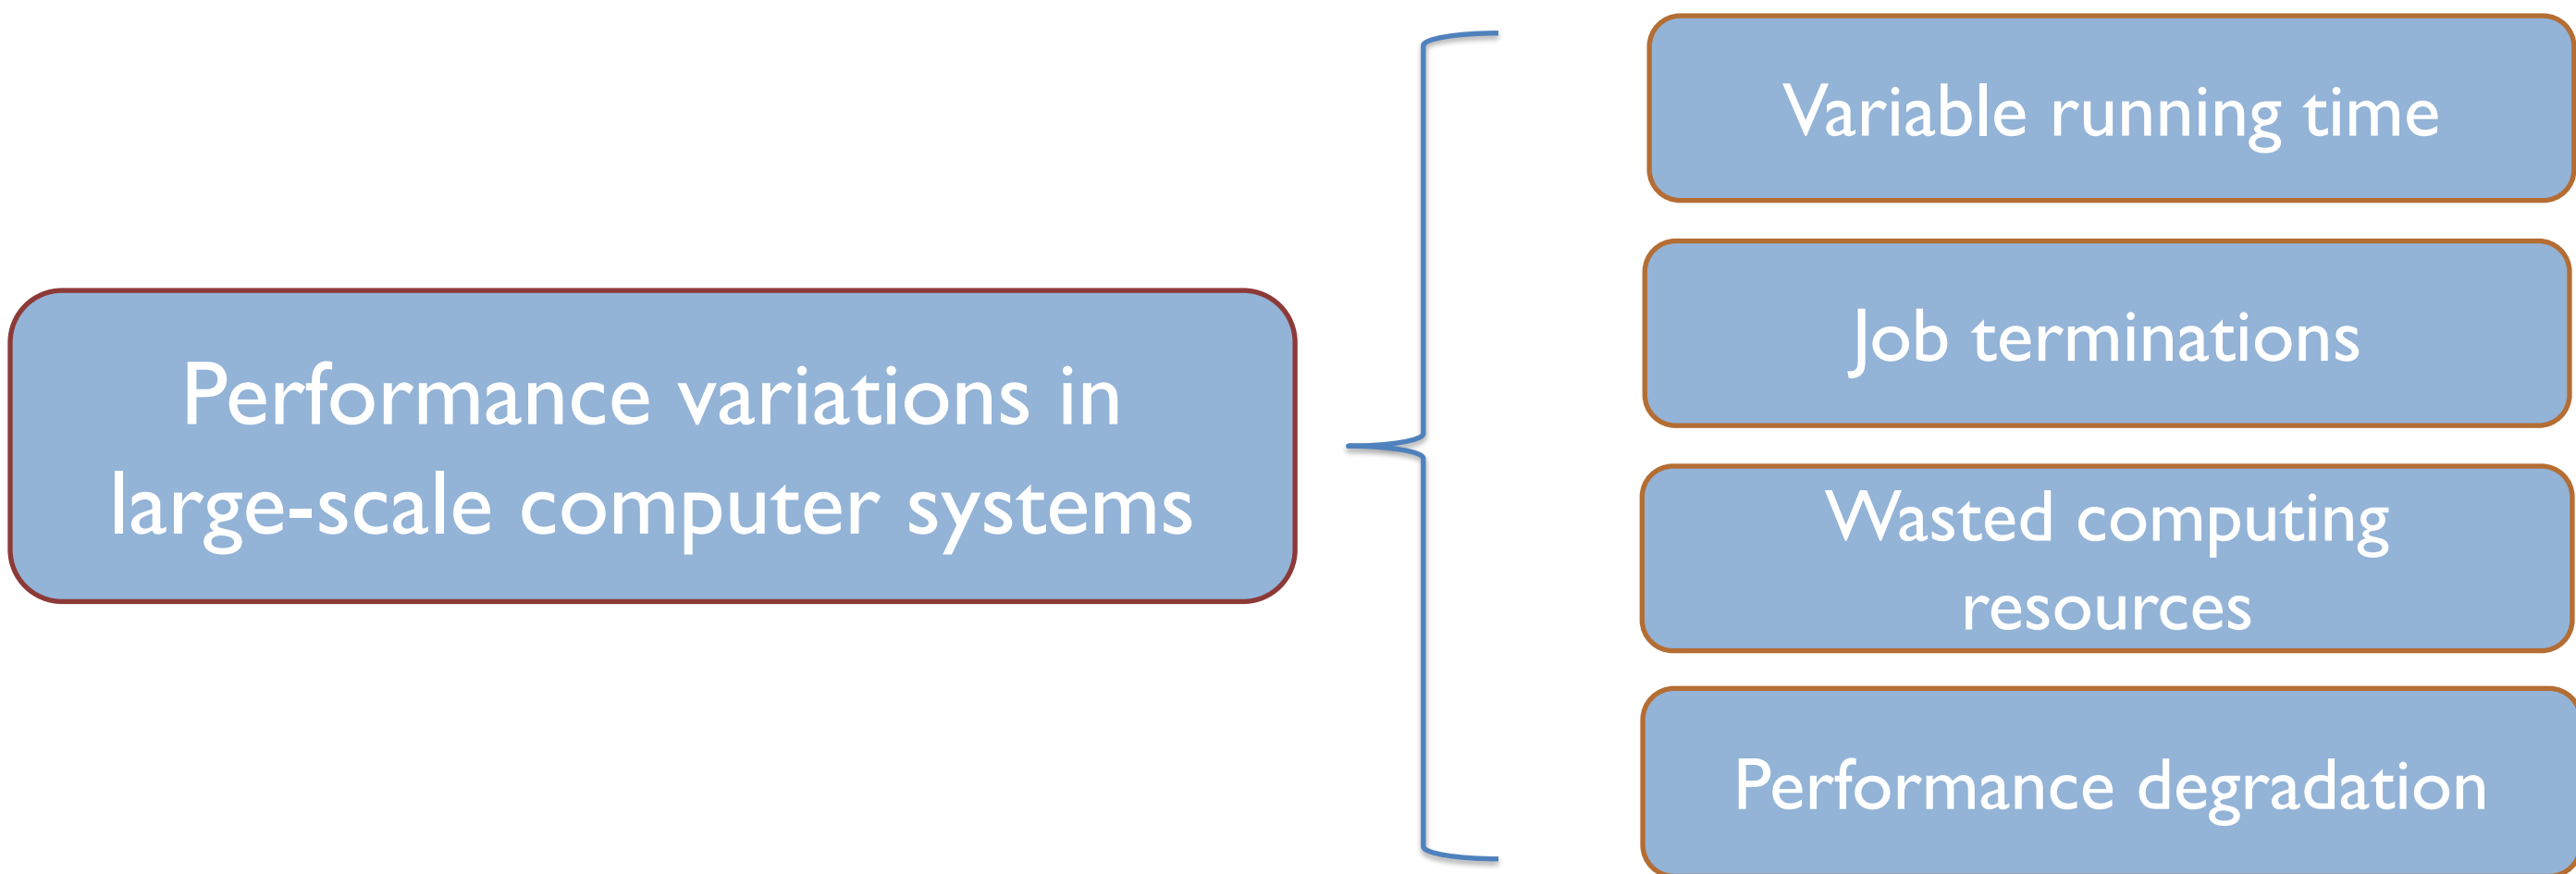 Performance variations in
large-scale computer systems
Variable running time
Job terminations
Wasted computing
resources
Performance degradation